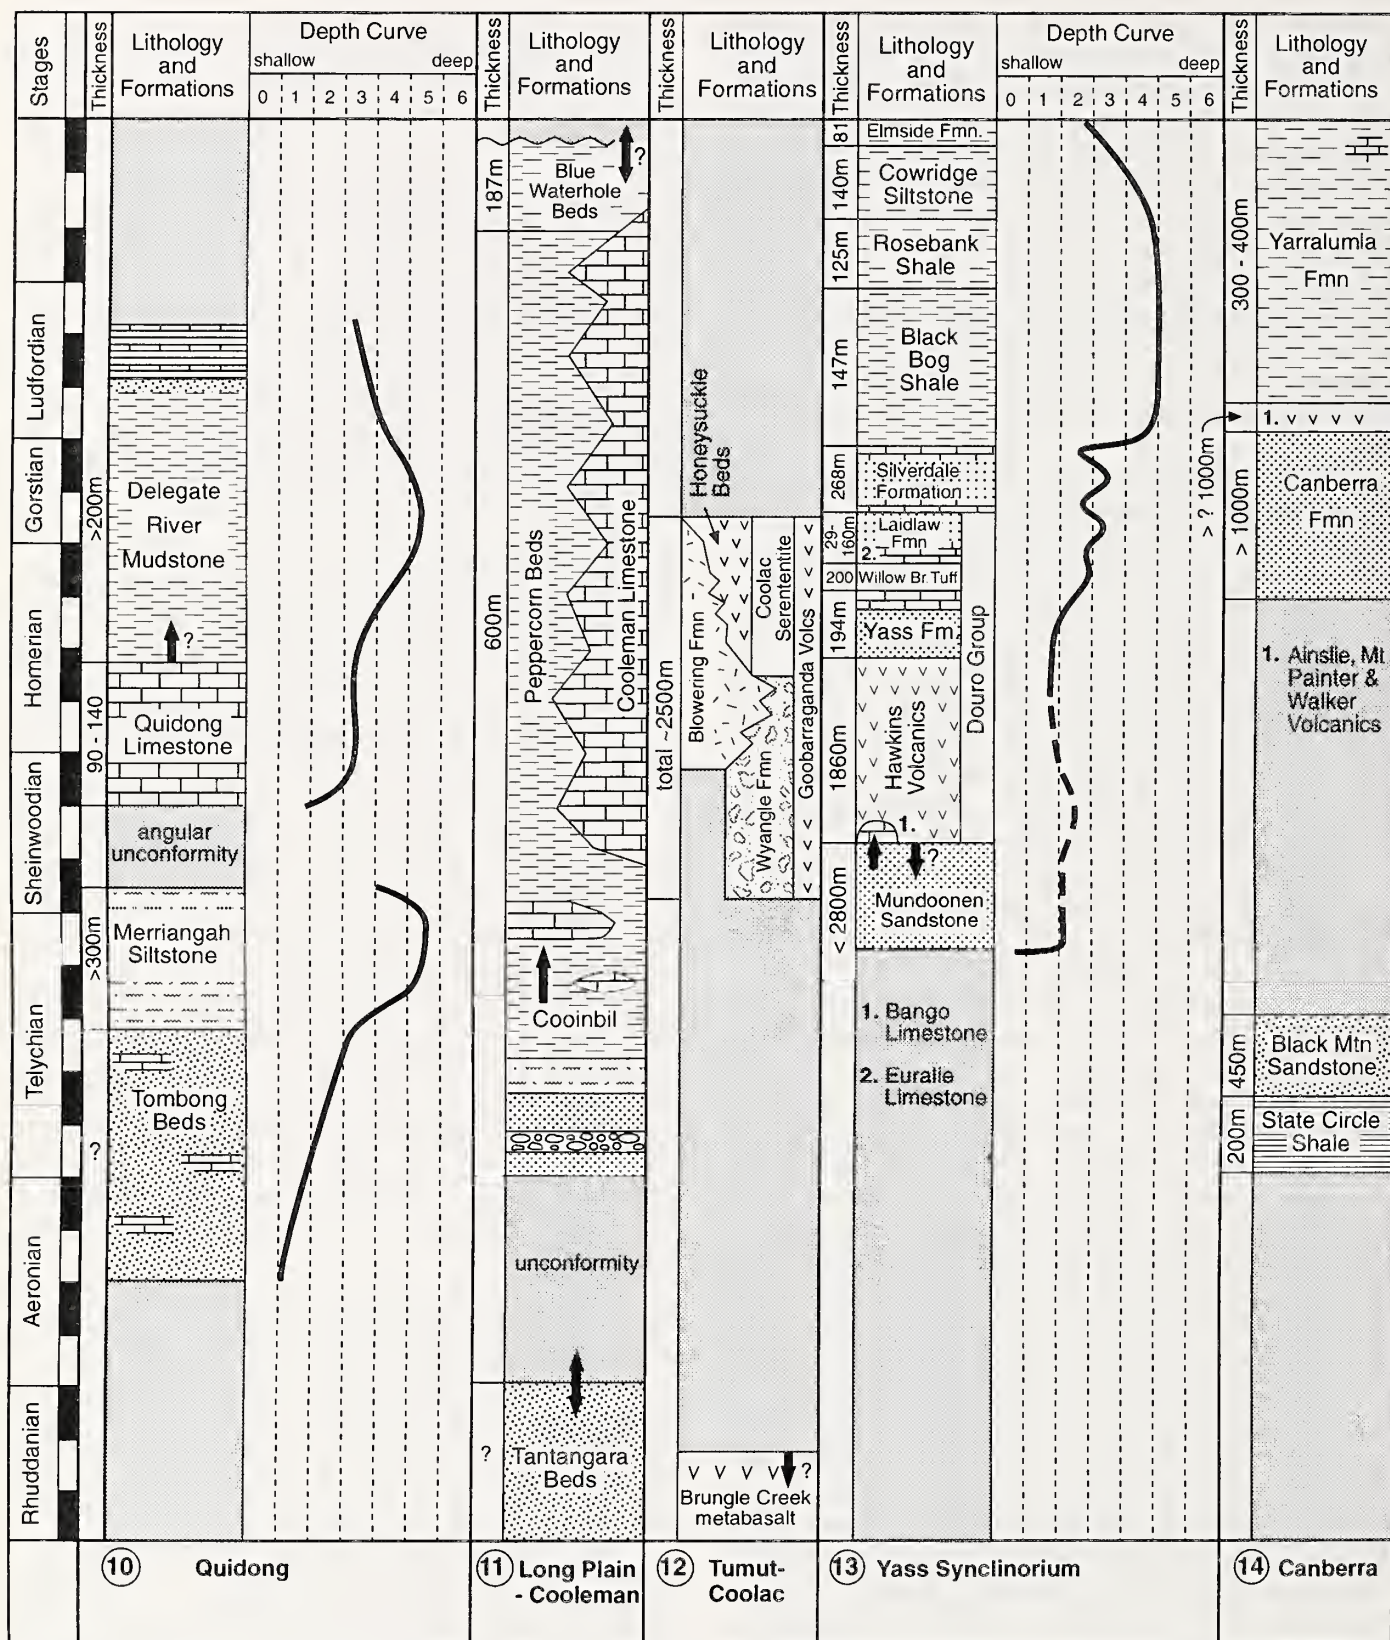 Stages
Thickness
Lithology
and
Formations
Depth Curve
shallow
deep
0 1 2 3 4 5 6
Thickness
Lithology
and
Formations
Thickness
Lithology
and
Formations
Thickness
Lithology
and
Formations
Depth Curve
shallow
deep
0 1 2 3 4 5 6
Thickness
Lithology
and
Formations
Ludfordian
Gorstian
Homerian
Sheinwoodian
Telychian
Aeronian
Rhuddanian
>200m
90 - 140
>300m
?
Delegate
River
Mudstone
?
Quidong
Limestone
angular
unconformity
Merriangah
Siltstone
Tombong
Beds
187m
600m
?
?
Blue
Waterhole
Beds
Peppercorn Beds
Cooleman Limestone
Cooinbil
unconformity
Tantangara
Beds
total ~2500m
Honeysuckle
Beds
Blowering Fmn
Coolac
Serentetite
Goobarraganda Volcs
Wyangle Fmn
?
Brungle Creek
metabasalt
81
140m
125m
147m
268m
29-
160m
200
194m
1860m
< 2800m
Elmside Fmn.
Cowridge
Siltstone
Rosebank
Shale
Black
Bog
Shale
Silverdale
Formation
Laidlaw
Fmn
2.
Willow Br. Tuff
Yass Fm.
Douro Group
Hawkins
Volcanics
1.
?
Mundoonen
Sandstone
1. Bango
Limestone
2. Euralie
Limestone
300 - 400m
> ? 1000m
> 1000m
450m
200m
Yarralumla
Fmn
1.
Canberra
Fmn
1. Ainslie, Mt
Painter &
Walker
Volcanics
Black Mtn
Sandstone
State Circle
Shale
10 Quidong
11 Long Plain
- Cooleman
12 Tumut-
Coolac
13 Yass Synclinorium
14 Canberra